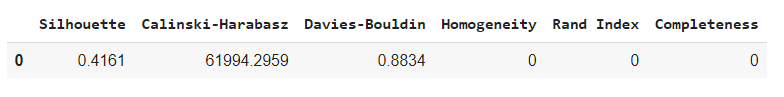 Silhouette Calinski-Harabasz Davies-Bouldin Homogeneity Rand Index Completeness
0 0.4161 61994.2959 0.8834 0 0 0